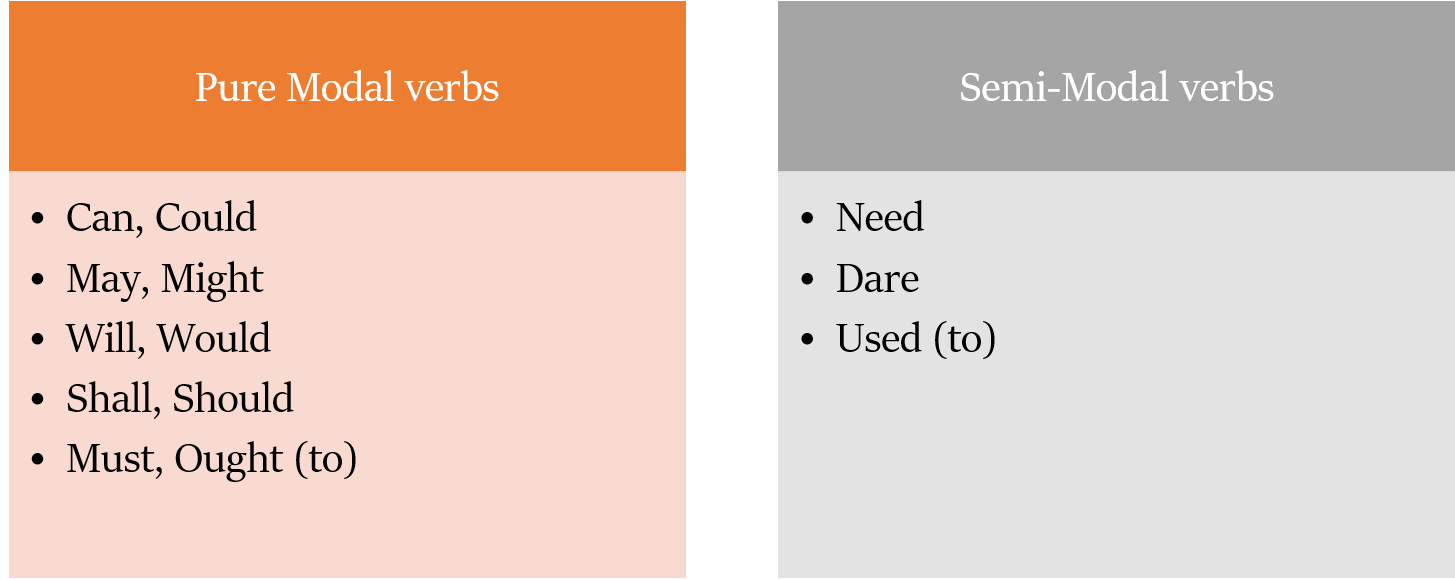 Pure Modal verbs
• Can, Could
• May, Might
• Will, Would
• Shall, Should
• Must, Ought (to)
Semi-Modal verbs
• Need
• Dare
• Used (to)